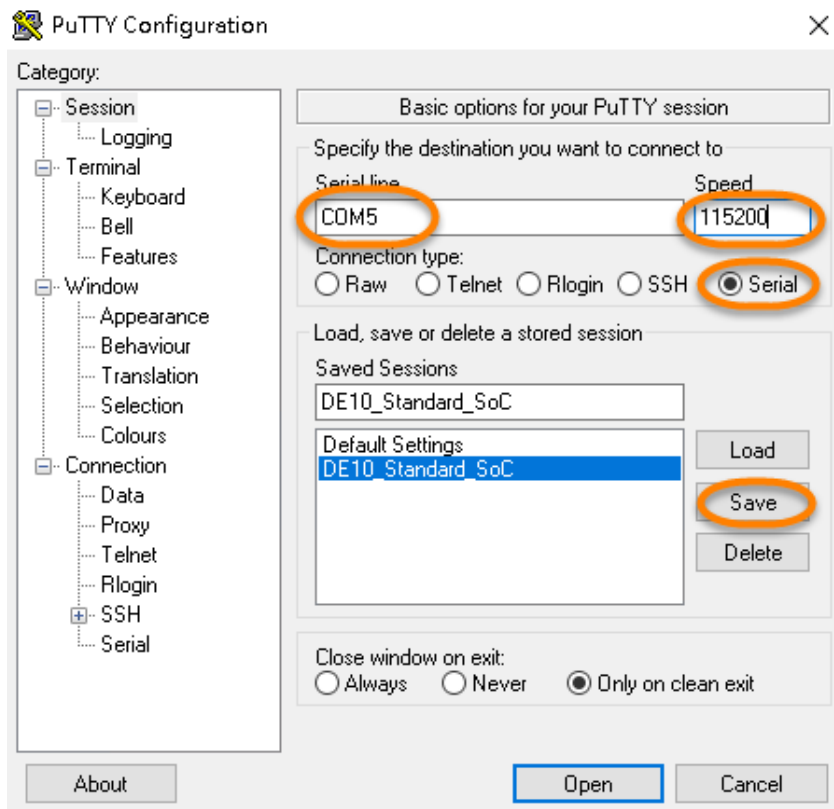 PuTTY Configuration
Category:
Session
Logging
Terminal
Keyboard
Bell
Features
Window
Appearance
Behaviour
Translation
Selection
Colours
Connection
Data
Proxy
Telnet
Rlogin
SSH
Serial
Basic options for your PuTTY session
Specify the destination you want to connect to
Serial line Speed
COM5 115200
Connection type:
Raw Telnet Rlogin SSH Serial
Load, save or delete a stored session
Saved Sessions
DE10_Standard_SoC
Default Settings
DE10_Standard_SoC
Load
Save
Delete
Close window on exit:
Always Never Only on clean exit
About Open Cancel